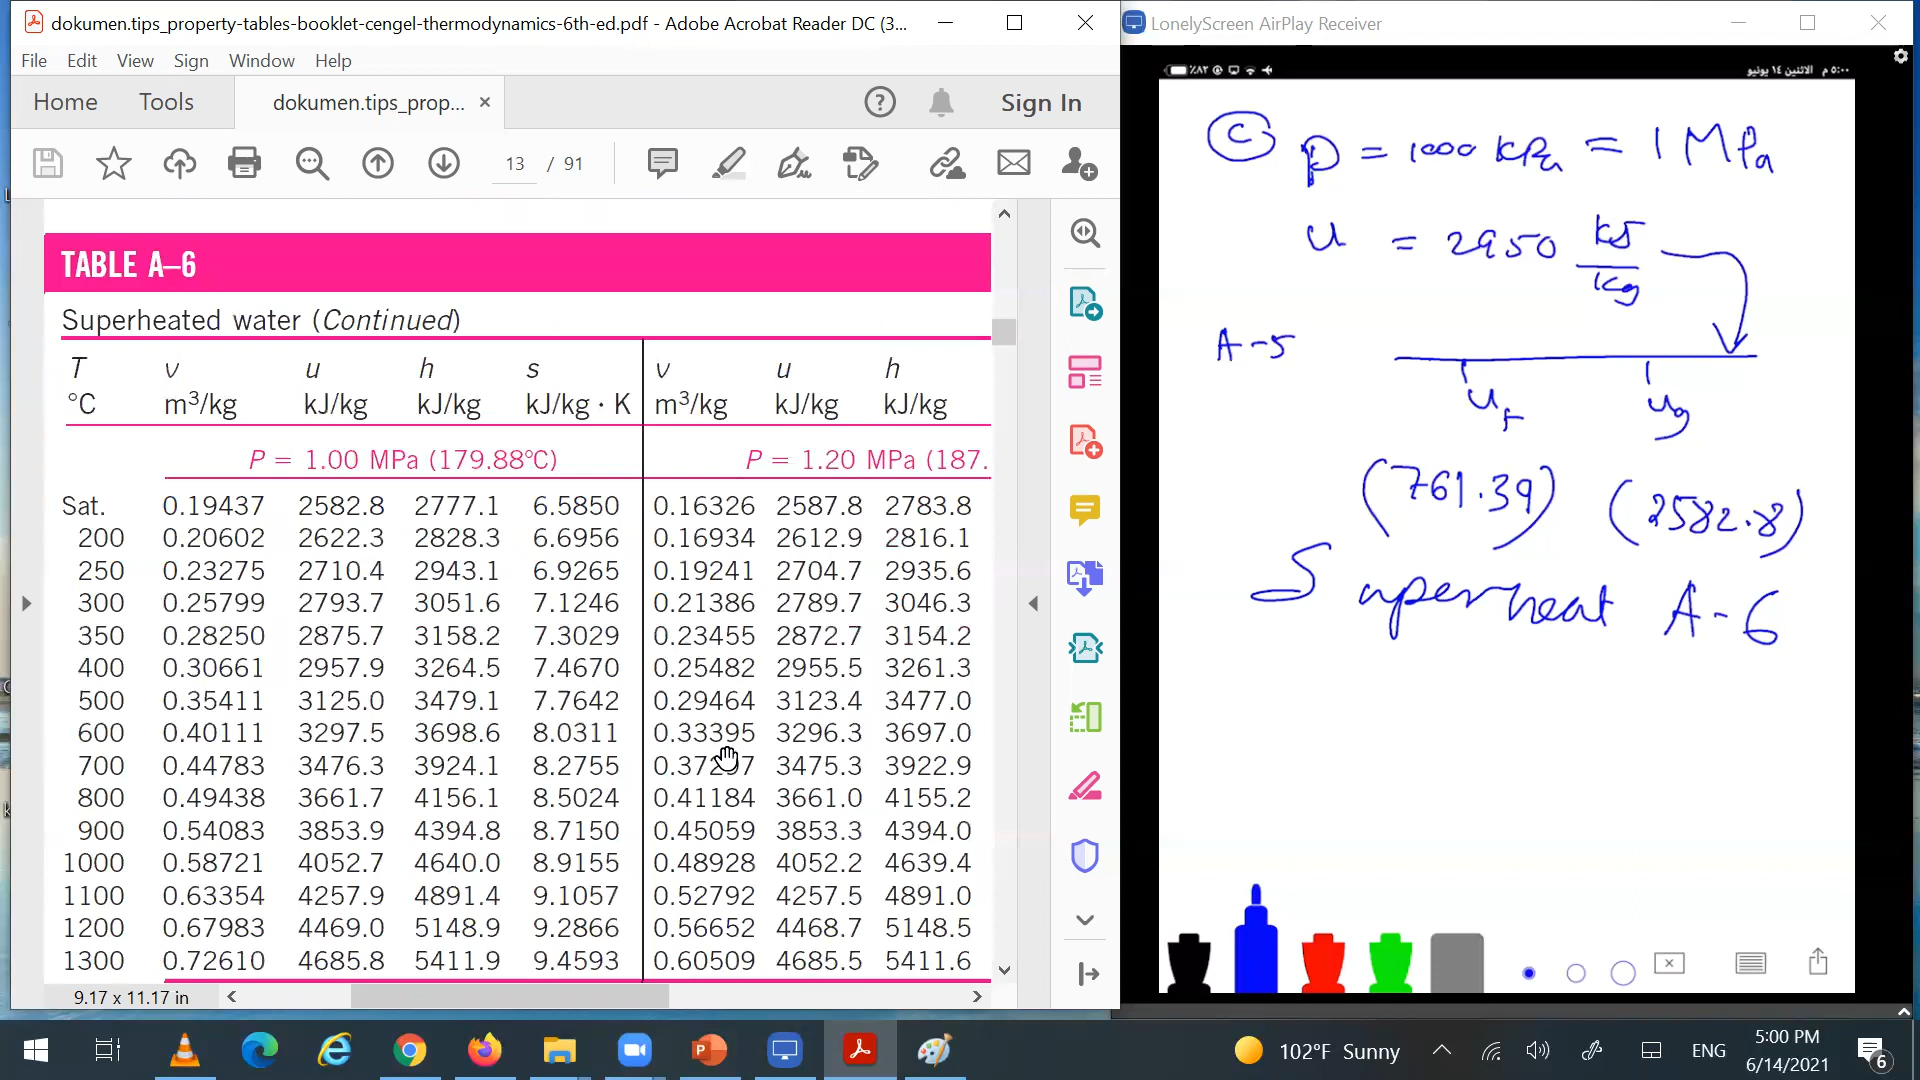 dokumen.tips_property-tables-booklet-cengel-thermodynamics-6th-ed.pdf - Adobe Acrobat Reader DC (3...
File Edit View Sign Window Help
Home Tools dokumen.tips_prop... × Sign In
13 / 91
TABLE A–6
Superheated water (Continued)
T v u h s v u h
°C m³/kg kJ/kg kJ/kg kJ/kg · K m³/kg kJ/kg kJ/kg
P = 1.00 MPa (179.88°C) P = 1.20 MPa (187.
Sat. 0.19437 2582.8 2777.1 6.5850 0.16326 2587.8 2783.8
200 0.20602 2622.3 2828.3 6.6956 0.16934 2612.9 2816.1
250 0.23275 2710.4 2943.1 6.9265 0.19241 2704.7 2935.6
300 0.25799 2793.7 3051.6 7.1246 0.21386 2789.7 3046.3
350 0.28250 2875.7 3158.2 7.3029 0.23455 2872.7 3154.2
400 0.30661 2957.9 3264.5 7.4670 0.25482 2955.5 3261.3
500 0.35411 3125.0 3479.1 7.7642 0.29464 3123.4 3477.0
600 0.40111 3297.5 3698.6 8.0311 0.33395 3296.3 3697.0
700 0.44783 3476.3 3924.1 8.2755 3475.3 3922.9
800 0.49438 3661.7 4156.1 8.5024 0.41184 3661.0 4155.2
900 0.54083 3853.9 4394.8 8.7150 0.45059 3853.3 4394.0
1000 0.58721 4052.7 4640.0 8.9155 0.48928 4052.2 4639.4
1100 0.63354 4257.9 4891.4 9.1057 0.52792 4257.5 4891.0
1200 0.67983 4469.0 5148.9 9.2866 0.56652 4468.7 5148.5
1300 0.72610 4685.8 5411.9 9.4593 0.60509 4685.5 5411.6
9.17 x 11.17 in
LonelyScreen AirPlay Receiver
٥:٠٠ م الاثنين ١٤ يونيو
٪٨٢
C P = 1000 kPa = 1 MPa
u = 2950 kJ/kg
A-5
uf ug
(761.39) (2582.8)
Superheat A-6
102°F Sunny
ENG
5:00 PM
6/14/2021
6